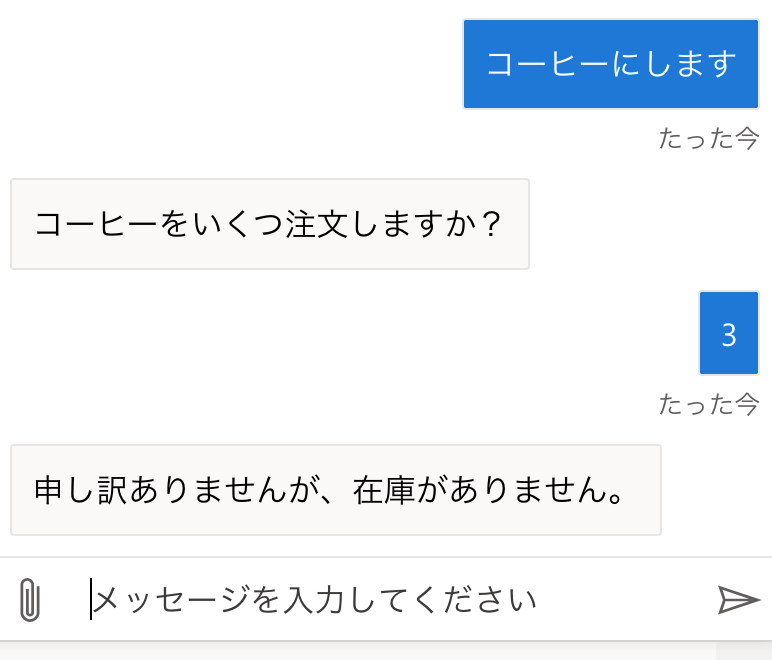 コーヒーにします
たった今
コーヒーをいくつ注文しますか？
3
たった今
申し訳ありませんが、在庫がありません。
メッセージを入力してください